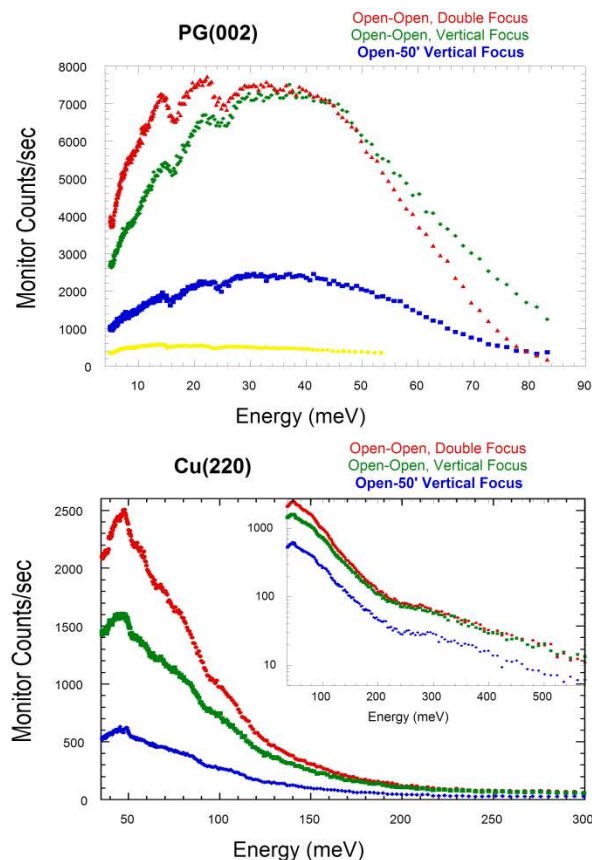 PG(002)
Open-Open, Double Focus
Open-Open, Vertical Focus
Open-50' Vertical Focus
8000
7000
6000
5000
4000
3000
2000
1000
0
Monitor Counts/sec
10 20 30 40 50 60 70 80 90
Energy (meV)
Cu(220)
Open-Open, Double Focus
Open-Open, Vertical Focus
Open-50' Vertical Focus
2500
2000
1500
1000
500
0
Monitor Counts/sec
1000
100
10
Monitor Counts/sec
100 200 300 400 500
Energy (meV)
50 100 150 200 250 300
Energy (meV)